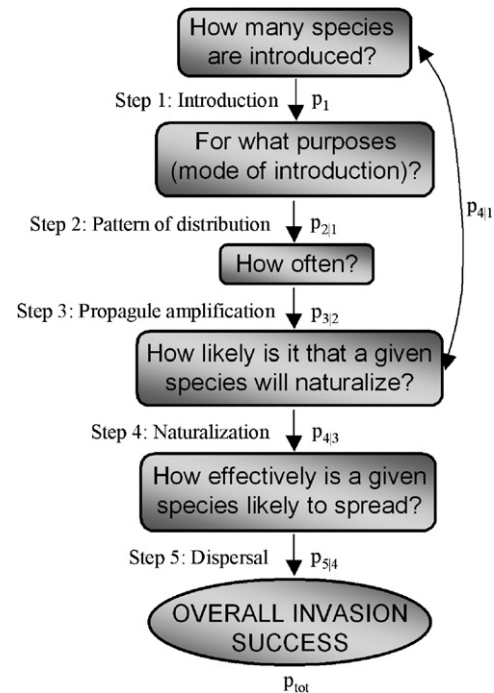 How many species
are introduced?
Step 1: Introduction p1
For what purposes
(mode of introduction)?
p4|1
Step 2: Pattern of distribution p2|1
How often?
Step 3: Propagule amplification p3|2
How likely is it that a given
species will naturalize?
Step 4: Naturalization p4|3
How effectively is a given
species likely to spread?
Step 5: Dispersal p5|4
OVERALL INVASION
SUCCESS
ptot